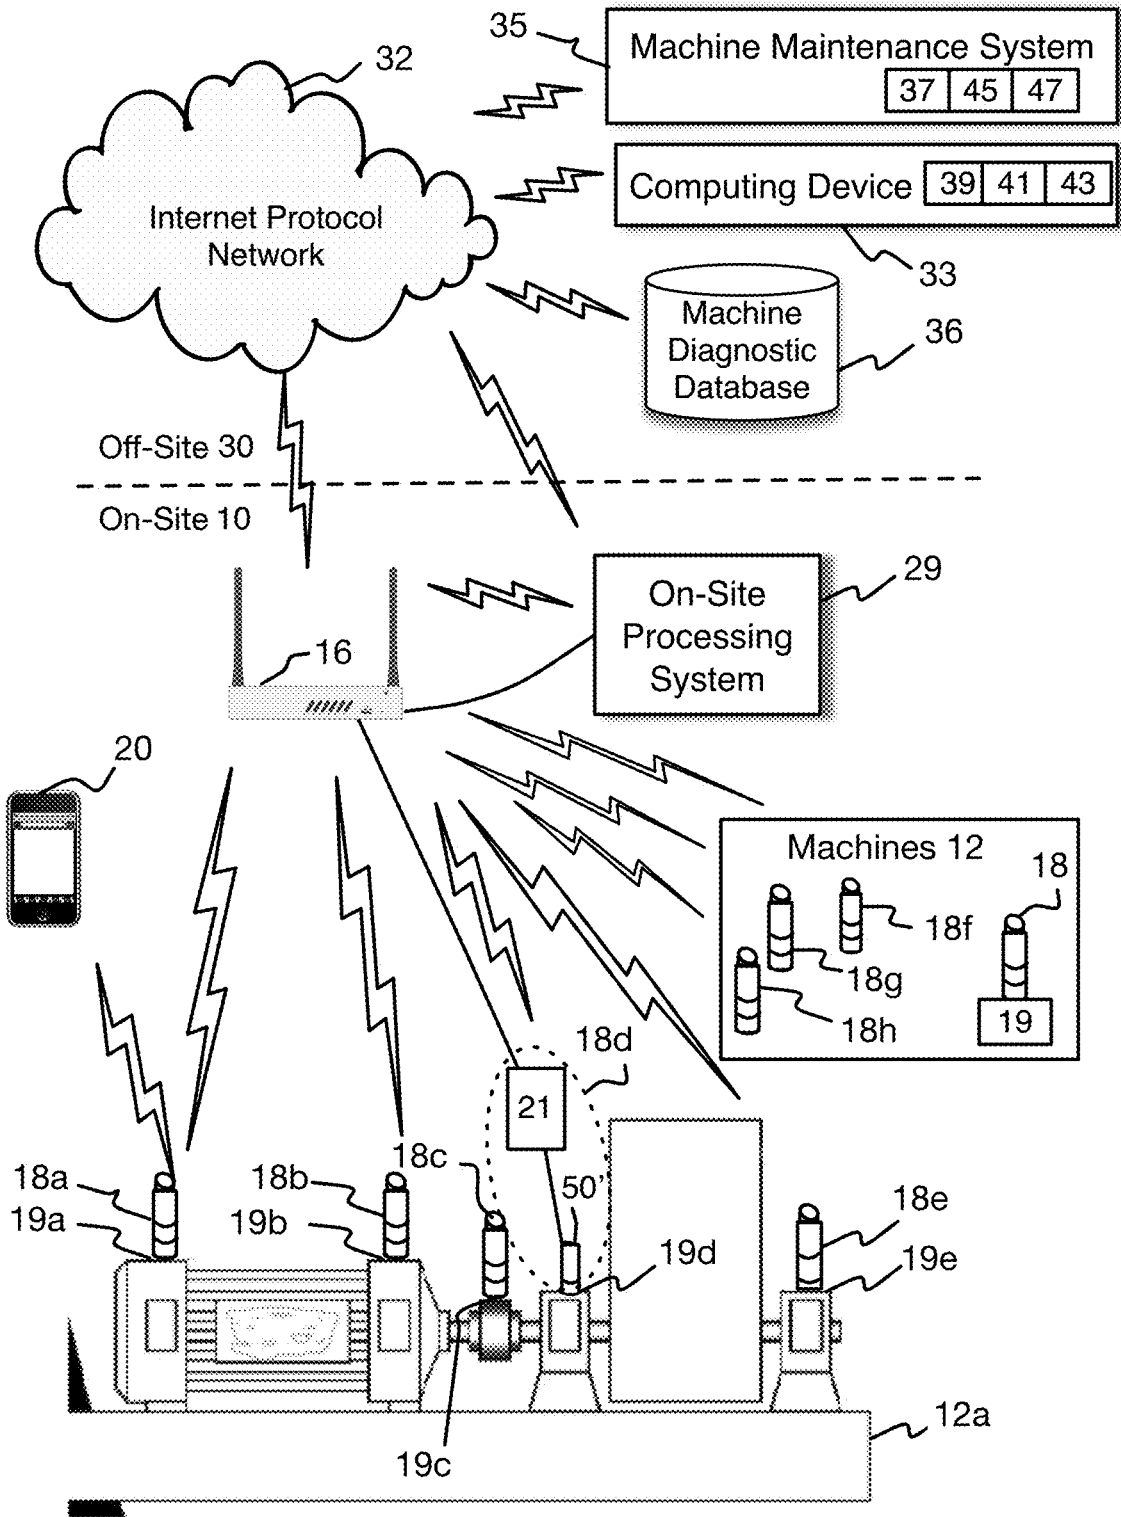 35
Machine Maintenance System
37 45 47
32
Computing Device 39 41 43
Internet Protocol
Network
33
Machine
Diagnostic
Database
36
Off-Site 30
On-Site 10
29
On-Site
Processing
System
16
20
Machines 12
18
18f
18g
18h
19
18d
21
18a
18b
18c
50'
18e
19a
19b
19d
19e
12a
19c